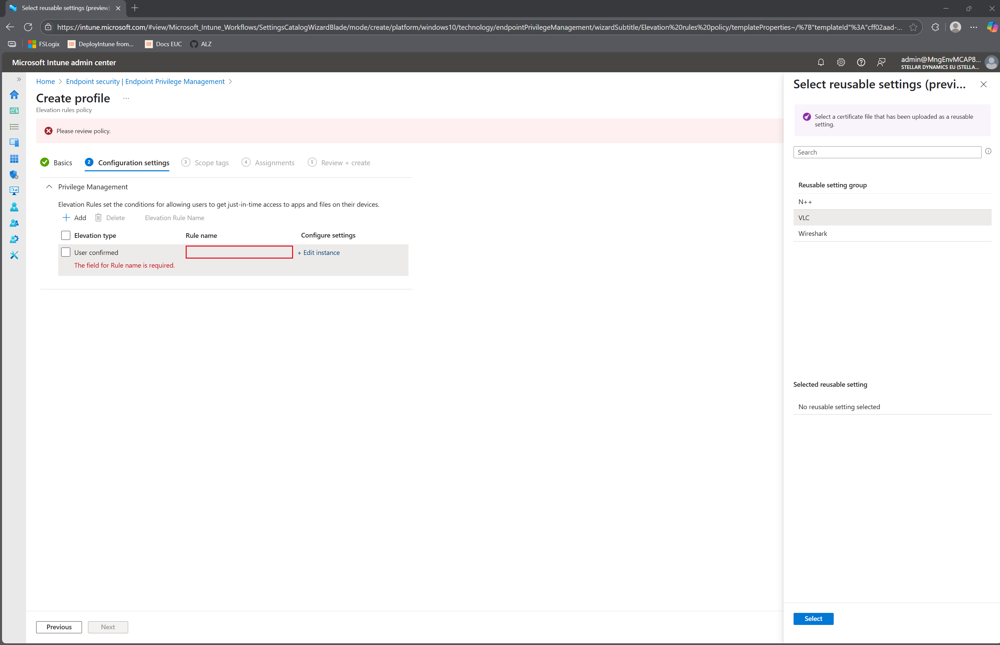 Select reusable settings (preview)
https://intune.microsoft.com/#view/Microsoft_Intune_Workflows/SettingsCatalogWizardBlade/mode/create/platform/windows10/technology/endpointPrivilegeManagement/wizardSubtitle/Elevation%20rules%20policy/templateProperties~/%7B"templateId"%3A"cff02aad-...
FSLogix
DeployIntune from...
Docs EUC
ALZ
Microsoft Intune admin center
admin@MngEnvMCAP8...
STELLAR DYNAMICS EU (STELLA...
Home > Endpoint security | Endpoint Privilege Management >
Create profile ...
Elevation rules policy
Please review policy.
Basics
2 Configuration settings
3 Scope tags
4 Assignments
5 Review + create
Privilege Management
Elevation Rules set the conditions for allowing users to get just-in-time access to apps and files on their devices.
+ Add
Delete
Elevation Rule Name
Elevation type
Rule name
Configure settings
User confirmed
+ Edit instance
The field for Rule name is required.
Previous
Next
Select reusable settings (previ...
Select a certificate file that has been uploaded as a reusable
setting.
Search
Reusable setting group
N++
VLC
Wireshark
Selected reusable setting
No reusable setting selected
Select